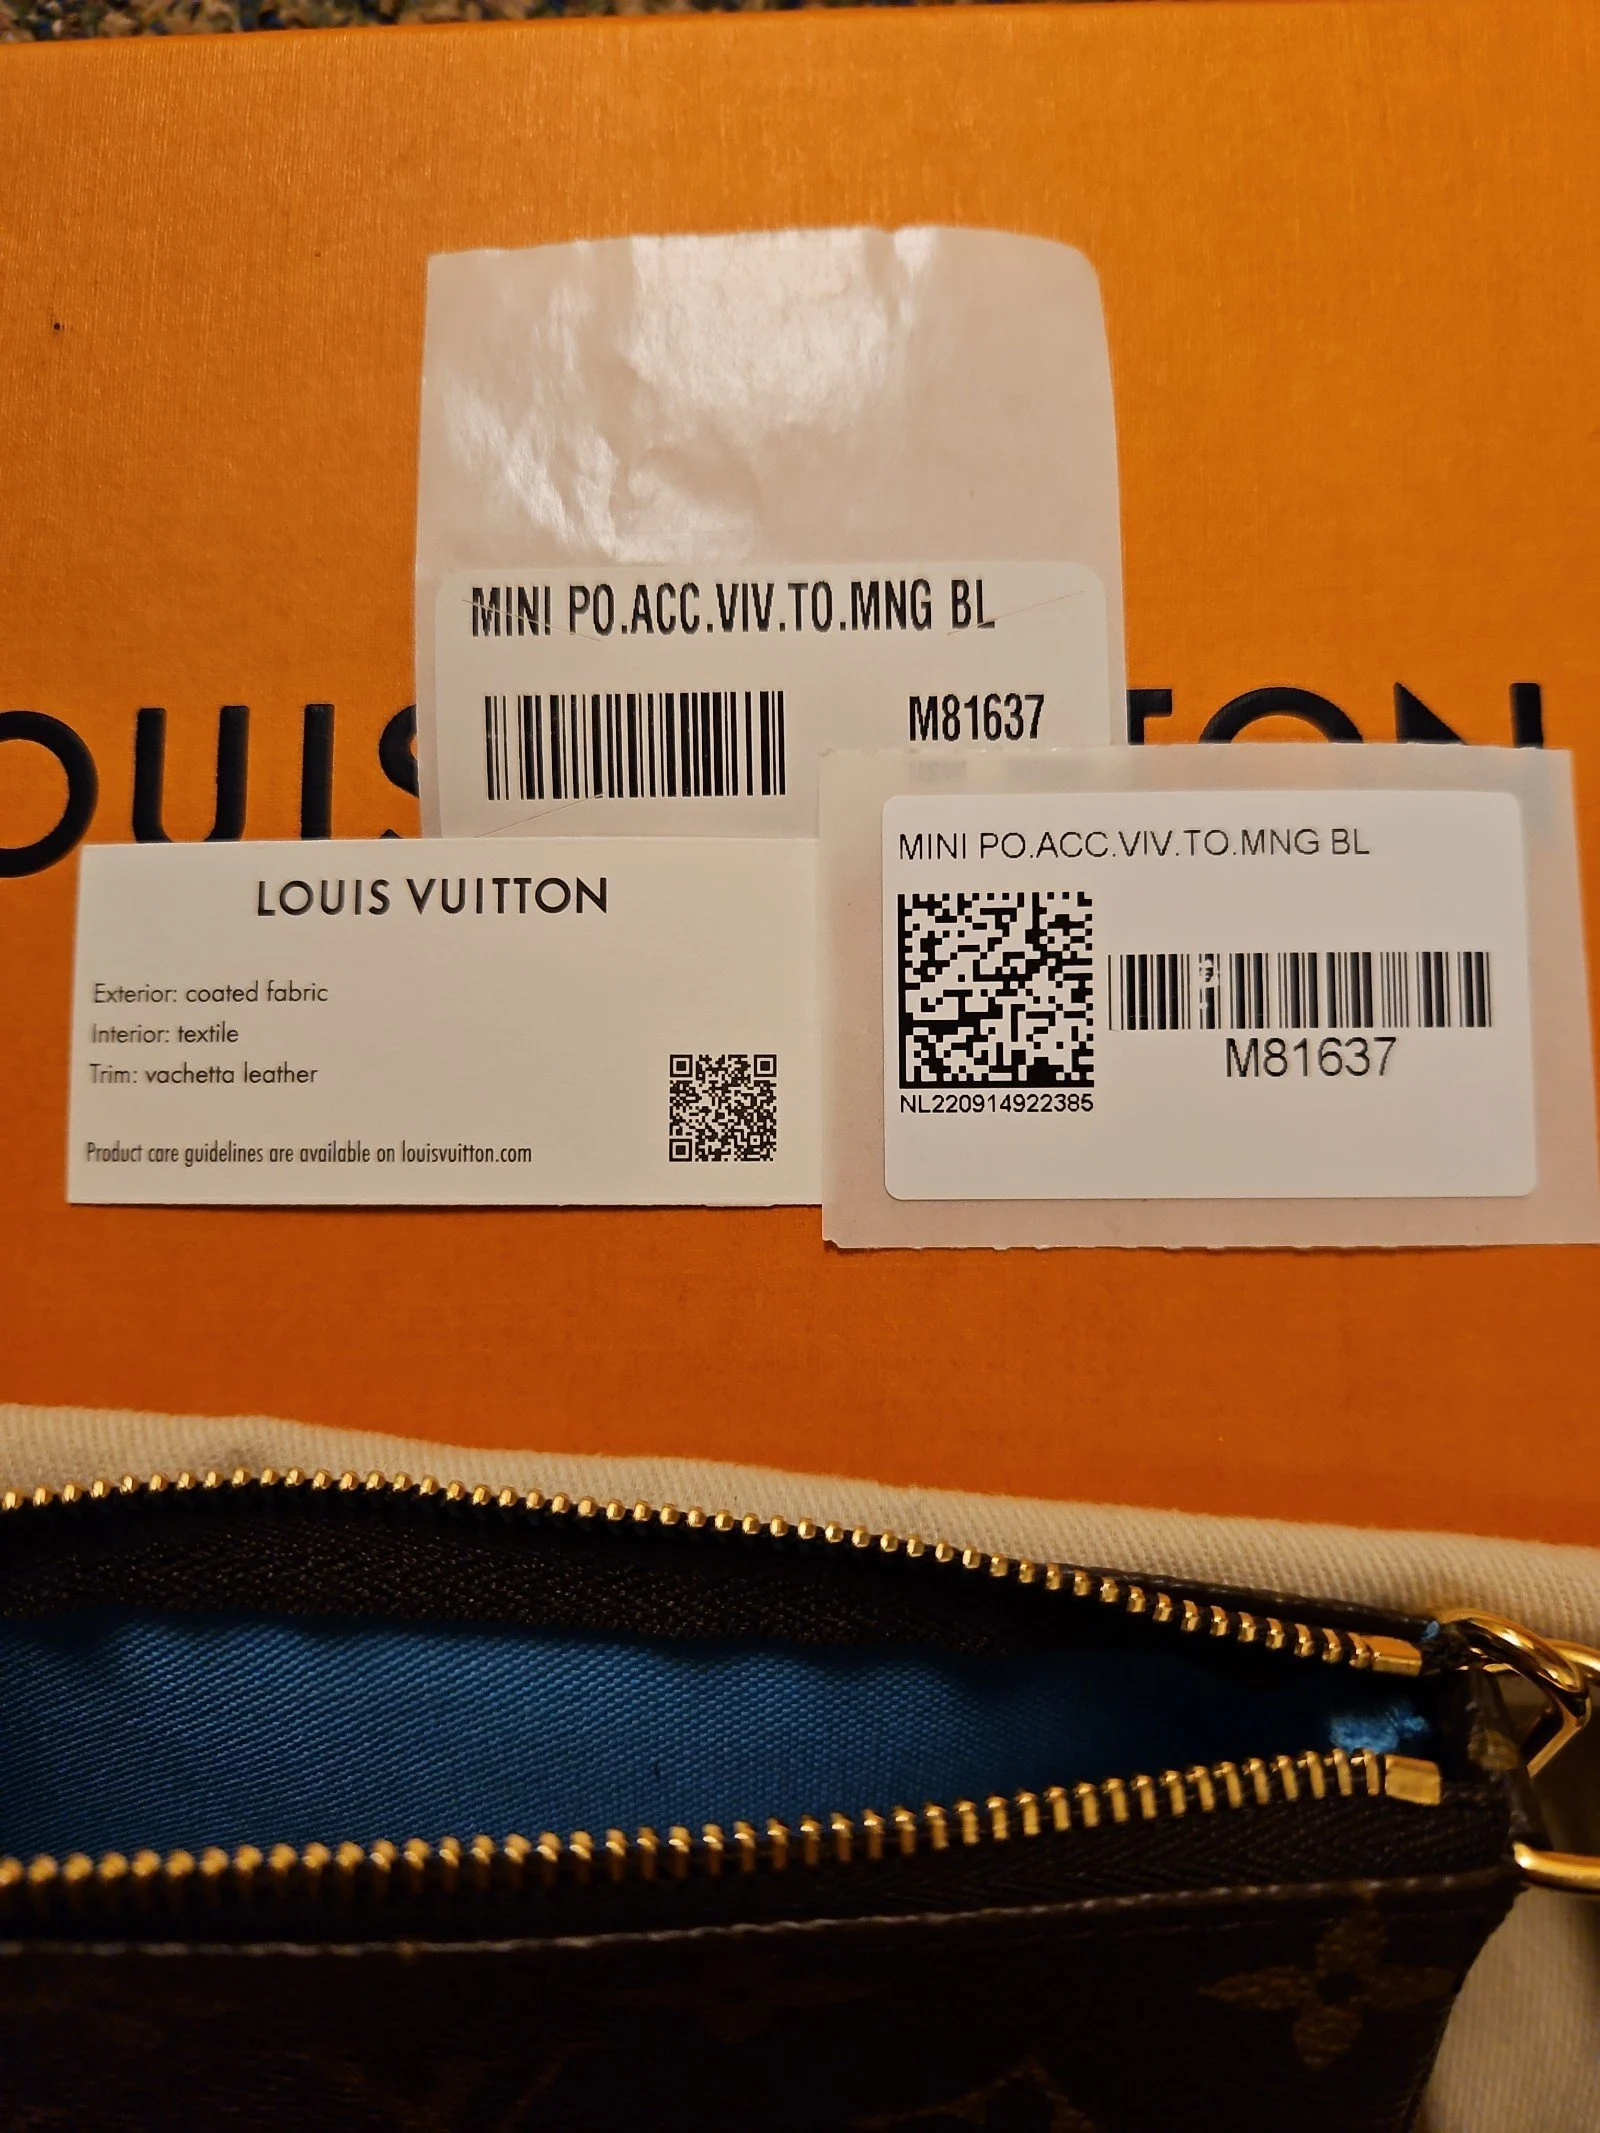 MINI PO.ACC.VIV.TO.MNG BL
M81637
LOUIS VUITTON
Exterior: coated fabric
Interior: textile
Trim: vachetta leather
Product care guidelines are available on louisvuitton.com
MINI PO.ACC.VIV.TO.MNG BL
M81637
NL220914922385